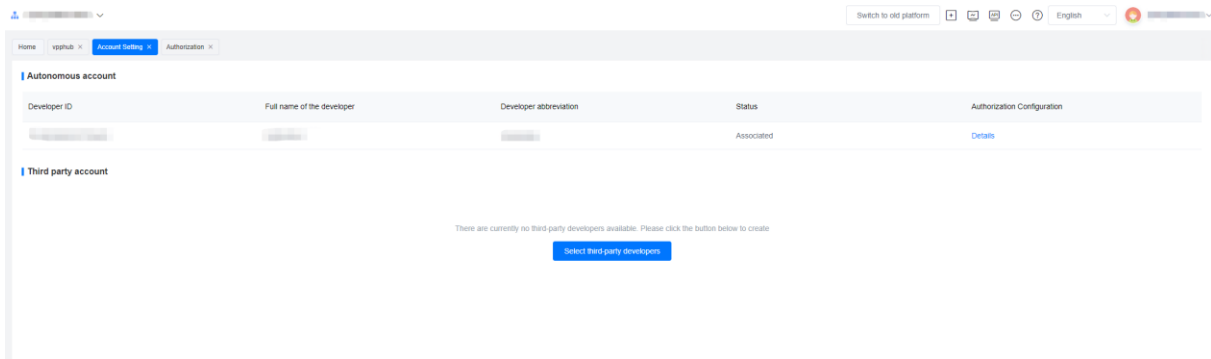 Switch to old platform English
Home vpphub × Account Setting × Authorization ×
Autonomous account
Developer ID Full name of the developer Developer abbreviation Status Authorization Configuration
Associated Details
Third party account
There are currently no third-party developers available. Please click the button below to create
Select third-party developers